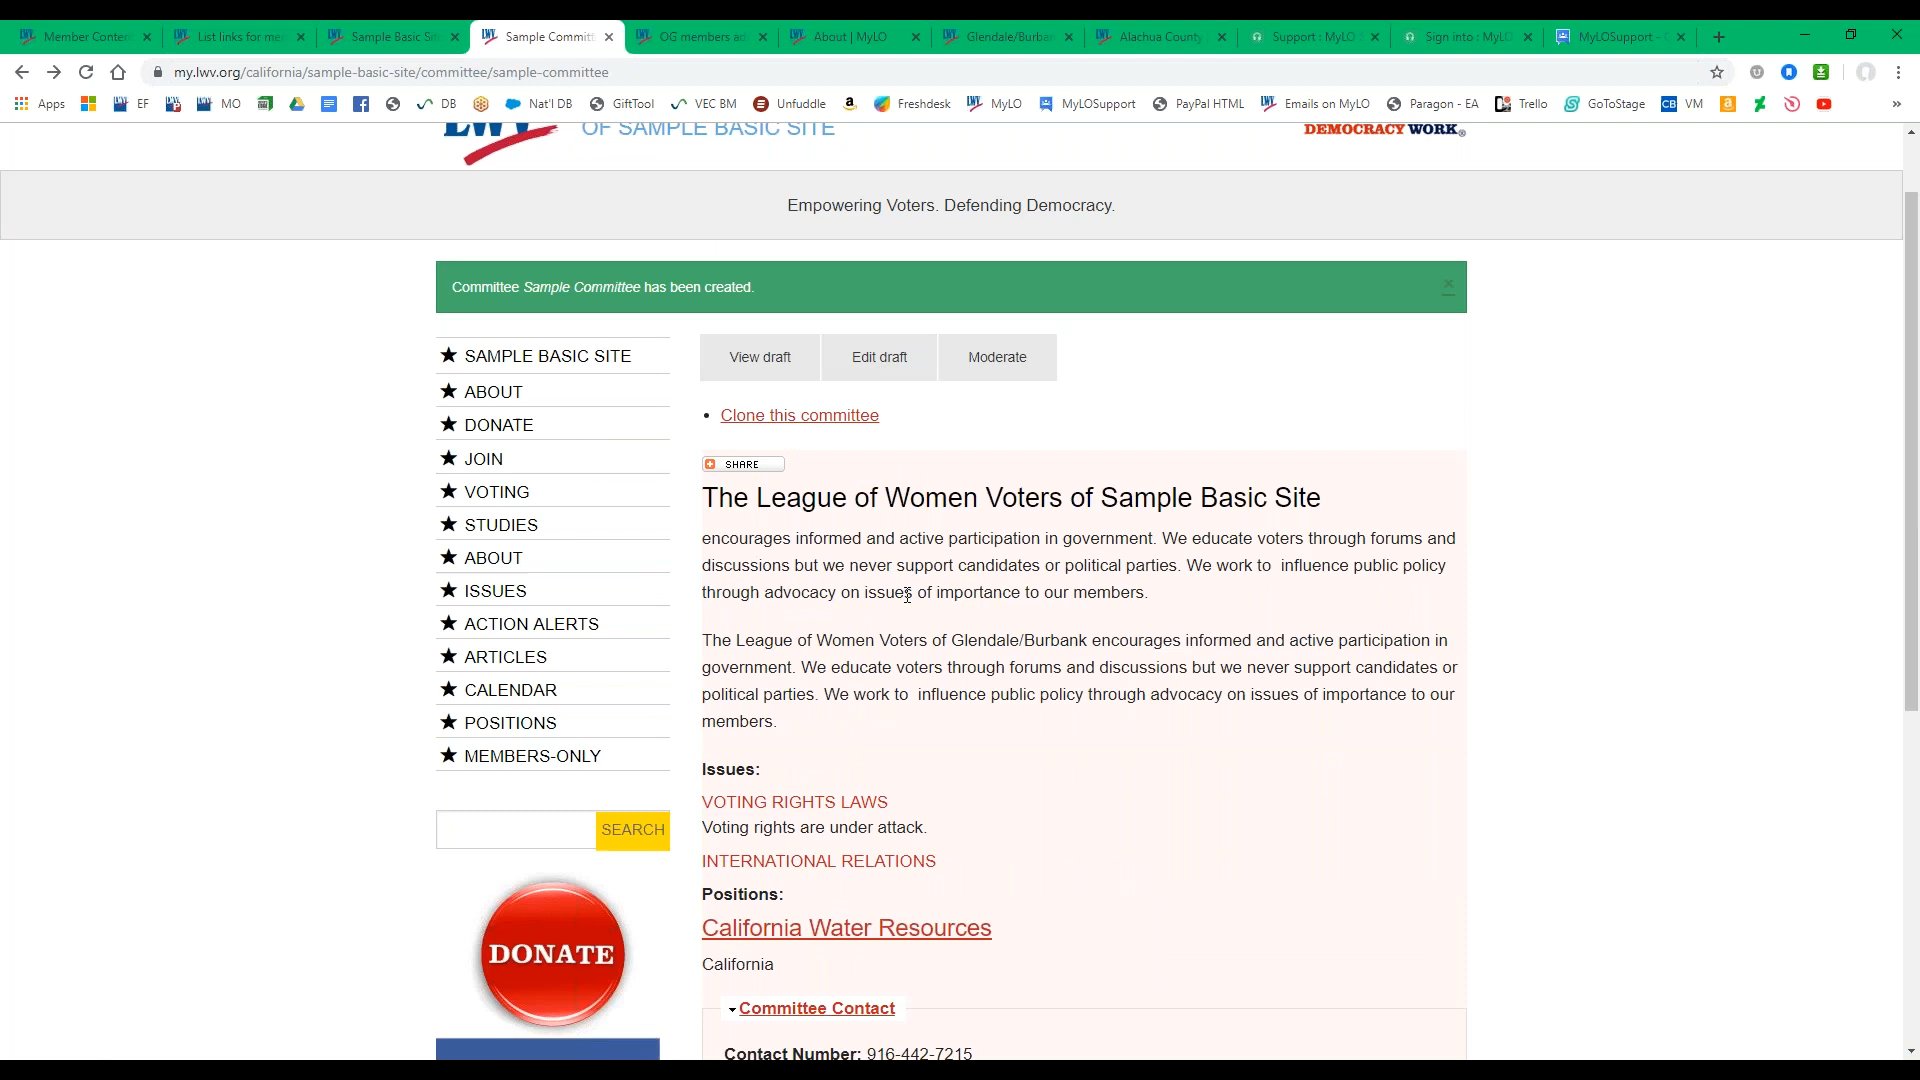 Member Conten
List links for me
Sample Basic Sit
Sample Committ
OG members ad
About | MyLO
Glendale/Burba
Alachua County
Support : MyLO S
Sign into : MyLO
MyLOSupport -
my.lwv.org/california/sample-basic-site/committee/sample-committee
Apps EF MO DB Nat'l DB GiftTool VEC BM Unfuddle Freshdesk MyLO MyLOSupport PayPal HTML Emails on MyLO Paragon - EA Trello GoToStage VM
LWV OF SAMPLE BASIC SITE
DEMOCRACY WORK®
Empowering Voters. Defending Democracy.
Committee Sample Committee has been created.
SAMPLE BASIC SITE
ABOUT
DONATE
JOIN
VOTING
STUDIES
ABOUT
ISSUES
ACTION ALERTS
ARTICLES
CALENDAR
POSITIONS
MEMBERS-ONLY
SEARCH
DONATE
View draft
Edit draft
Moderate
• Clone this committee
SHARE
The League of Women Voters of Sample Basic Site
encourages informed and active participation in government. We educate voters through forums and
discussions but we never support candidates or political parties. We work to influence public policy
through advocacy on issues of importance to our members.
The League of Women Voters of Glendale/Burbank encourages informed and active participation in
government. We educate voters through forums and discussions but we never support candidates or
political parties. We work to influence public policy through advocacy on issues of importance to our
members.
Issues:
VOTING RIGHTS LAWS
Voting rights are under attack.
INTERNATIONAL RELATIONS
Positions:
California Water Resources
California
Committee Contact
Contact Number: 916-442-7215